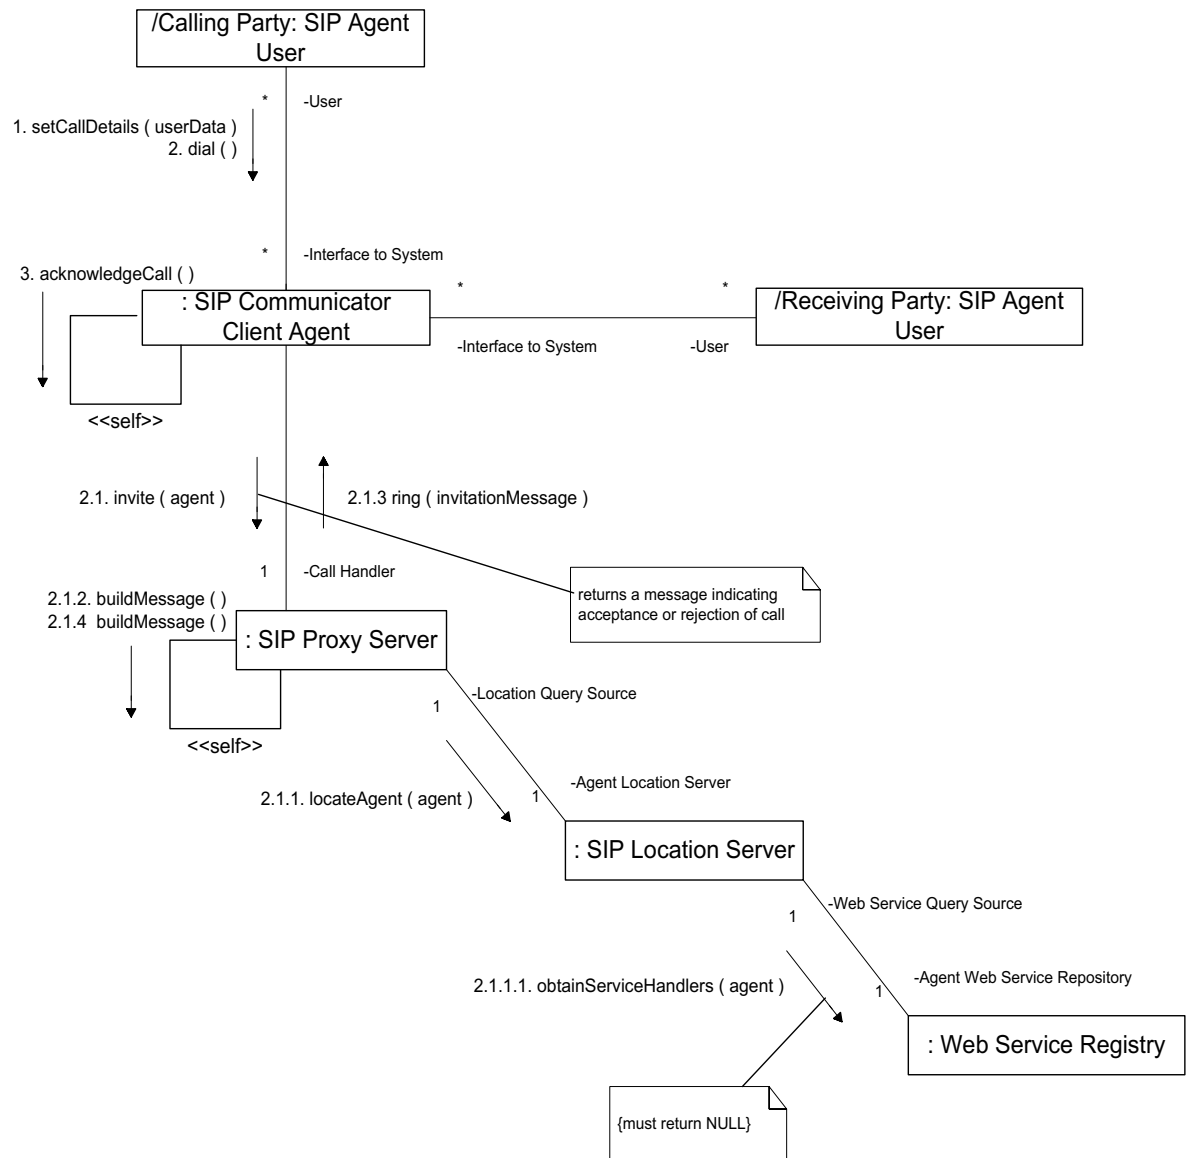 /Calling Party: SIP Agent
User
*
-User
1. setCallDetails ( userData )
2. dial ( )
*
-Interface to System
3. acknowledgeCall ( )
: SIP Communicator
Client Agent
*
*
/Receiving Party: SIP Agent
User
-Interface to System
-User
<<self>>
2.1. invite ( agent )
2.1.3 ring ( invitationMessage )
1
-Call Handler
returns a message indicating
acceptance or rejection of call
2.1.2. buildMessage ( )
2.1.4 buildMessage ( )
: SIP Proxy Server
-Location Query Source
1
<<self>>
-Agent Location Server
2.1.1. locateAgent ( agent )
1
: SIP Location Server
-Web Service Query Source
1
-Agent Web Service Repository
2.1.1.1. obtainServiceHandlers ( agent )
1
: Web Service Registry
{must return NULL}